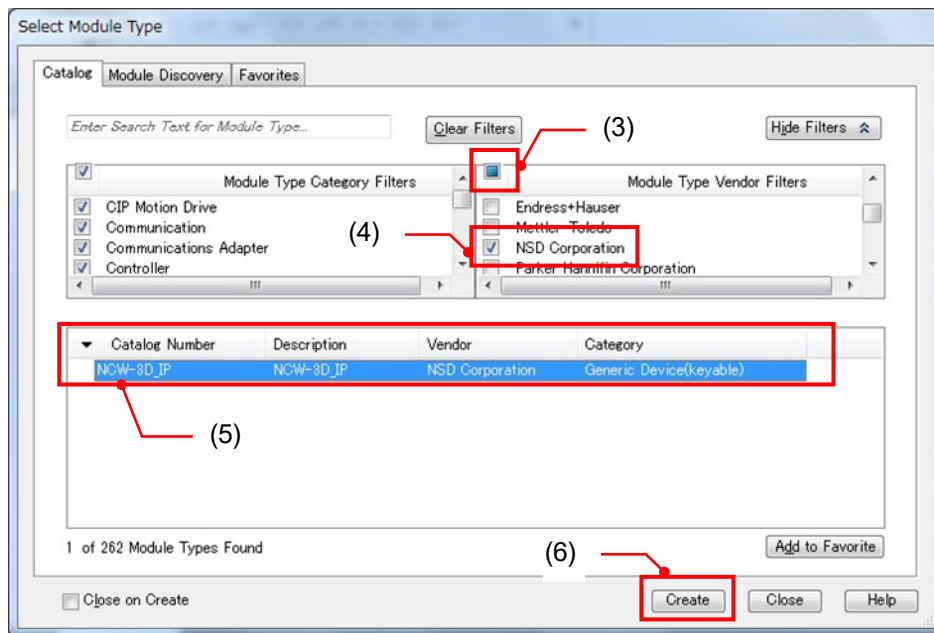 Select Module Type
Catalog Module Discovery Favorites
Enter Search Text for Module Type...
Clear Filters
(3)
Hide Filters
Module Type Category Filters
Module Type Vendor Filters
CIP Motion Drive
Endress+Hauser
Communication
(4)
Mettler-Toledo
Communications Adapter
NSD Corporation
Controller
Parker Hannifin Corporation
Catalog Number Description Vendor Category
NCW-3D_IP NCW-3D_IP NSD Corporation Generic Device(keyable)
(5)
1 of 262 Module Types Found
(6)
Add to Favorite
Close on Create
Create Close Help